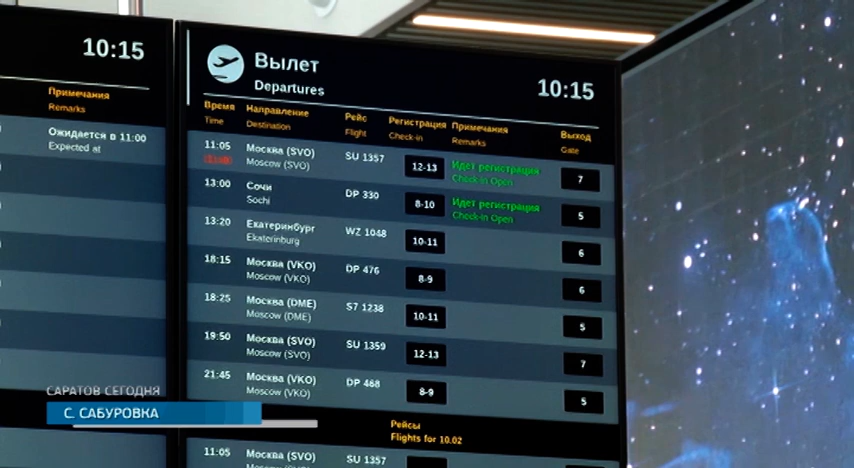 10:15
Примечания
Remarks
Ожидается в 11:00
Expected at
Вылет
Departures
10:15
Время Направление Рейс Регистрация Примечания Выход
Time Destination Flight Check-in Remarks Gate
11:05 Москва (SVO) SU 1357 12-13 Идет регистрация 7
Moscow (SVO) Check-in Open
13:00 Сочи DP 330 8-10 Идет регистрация 5
Sochi Check-in Open
13:20 Екатеринбург WZ 1048 10-11 6
Ekaterinburg
18:15 Москва (VKO) DP 476 8-9 6
Moscow (VKO)
18:25 Москва (DME) S7 1238 10-11 5
Moscow (DME)
19:50 Москва (SVO) SU 1359 12-13 7
Moscow (SVO)
21:45 Москва (VKO) DP 468 8-9 5
Moscow (VKO)
Рейсы
Flights for 10.02
11:05 Москва (SVO) SU 1357
Moscow (SVO)
САРАТОВ СЕГОДНЯ
С. САБУРОВКА